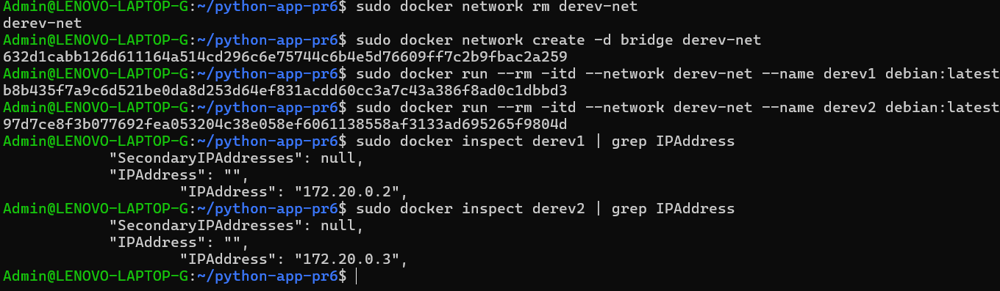 Admin@LENOVO-LAPTOP-G:~/python-app-pr6$ sudo docker network rm derev-net
derev-net
Admin@LENOVO-LAPTOP-G:~/python-app-pr6$ sudo docker network create -d bridge derev-net
632d1cabb126d611164a514cd296c6e75744c6b4e5d76609ff7c2b9fbac2a259
Admin@LENOVO-LAPTOP-G:~/python-app-pr6$ sudo docker run --rm -itd --network derev-net --name derev1 debian:latest
b8b435f7a9c6d521be0da8d253d64ef831acdd60cc3a7c43a386f8ad0c1dbbd3
Admin@LENOVO-LAPTOP-G:~/python-app-pr6$ sudo docker run --rm -itd --network derev-net --name derev2 debian:latest
97d7ce8f3b077692fea053204c38e058ef6061138558af3133ad695265f9804d
Admin@LENOVO-LAPTOP-G:~/python-app-pr6$ sudo docker inspect derev1 | grep IPAddress
            "SecondaryIPAddresses": null,
            "IPAddress": "",
                    "IPAddress": "172.20.0.2",
Admin@LENOVO-LAPTOP-G:~/python-app-pr6$ sudo docker inspect derev2 | grep IPAddress
            "SecondaryIPAddresses": null,
            "IPAddress": "",
                    "IPAddress": "172.20.0.3",
Admin@LENOVO-LAPTOP-G:~/python-app-pr6$